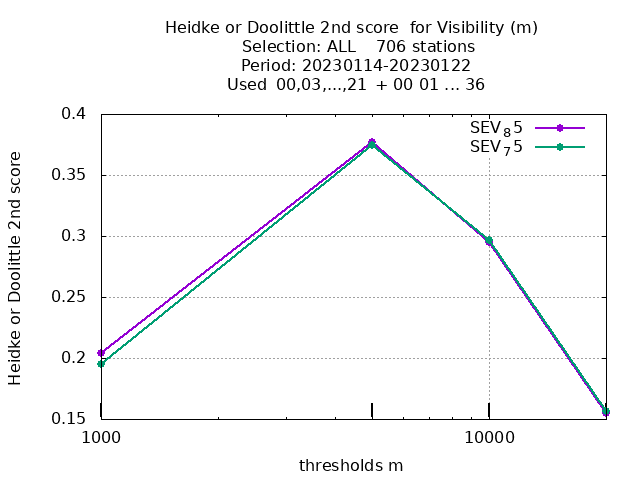 Heidke or Doolittle 2nd score  for Visibility (m)
Selection: ALL    706 stations
Period: 20230114-20230122
Used  00,03,...,21  + 00 01 ... 36
Heidke or Doolittle 2nd score
0.4
0.35
0.3
0.25
0.2
0.15
SEV₈5
SEV₇5
1000
10000
thresholds m